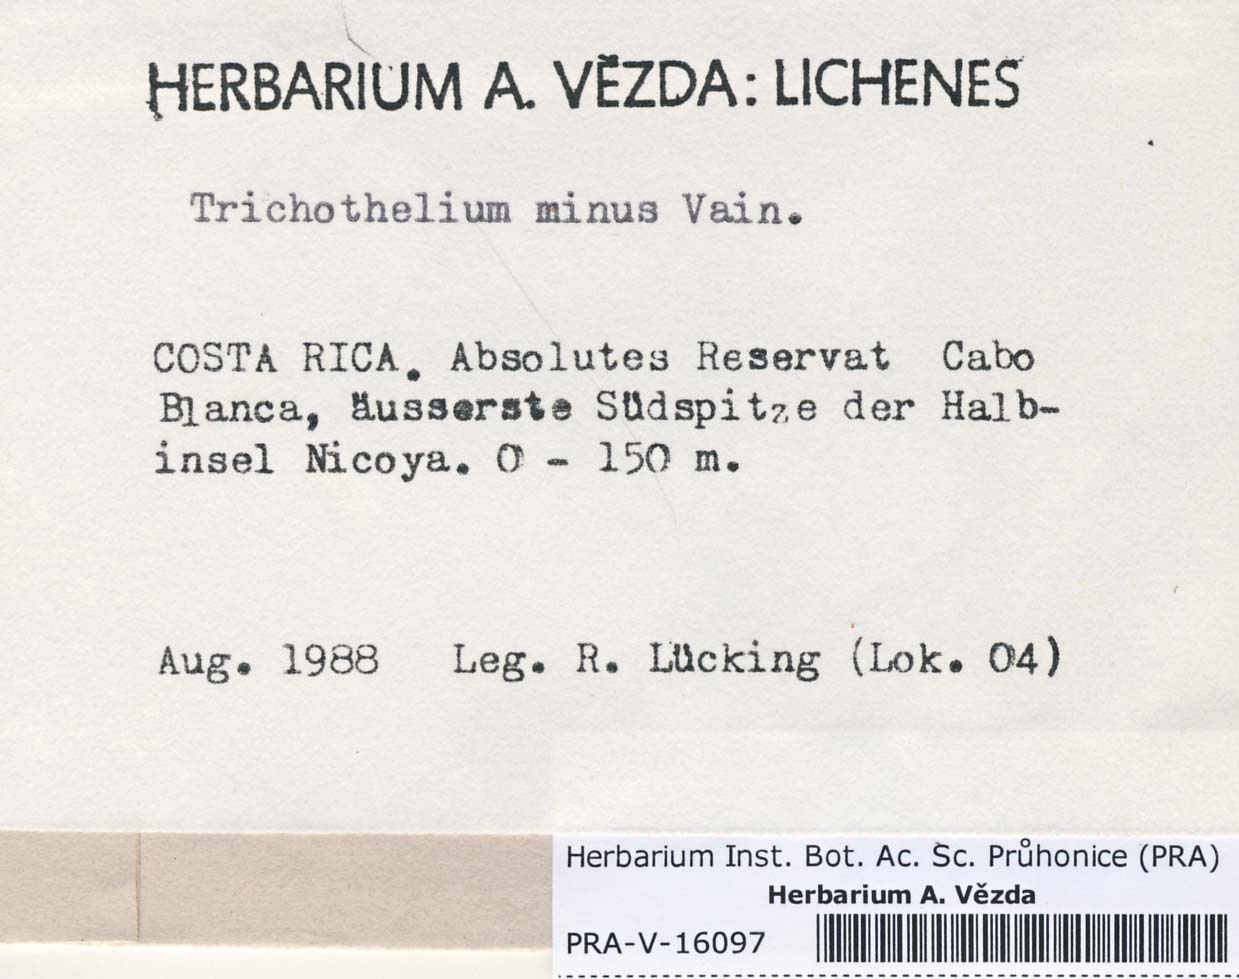 HERBARIUM A. VĚZDA: LICHENES
Trichothelium minus Vain.
COSTA RICA. Absolutes Reservat Cabo
Blanca, äusserste Südspitze der Halb-
insel Nicoya. 0 - 150 m.
Aug. 1988 Leg. R. Lücking (Lok. 04)
Herbarium Inst. Bot. Ac. Sc. Průhonice (PRA)
Herbarium A. Vězda
PRA-V-16097